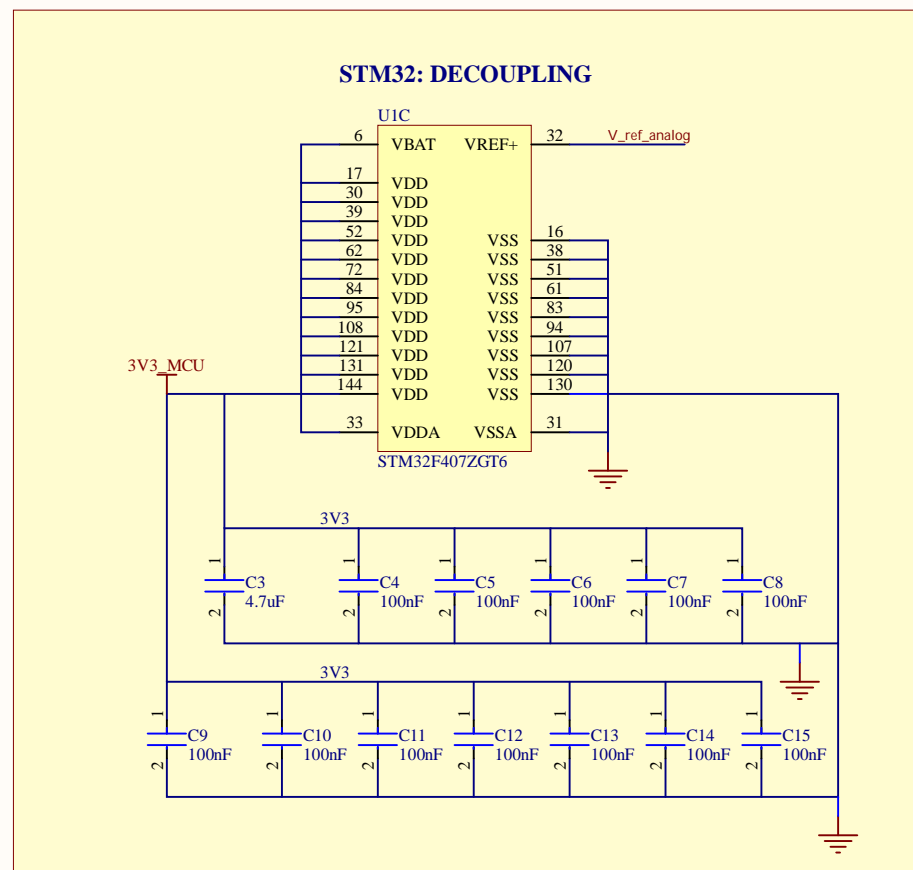 STM32: DECOUPLING
U1C
6 VBAT VREF+ 32 V_ref_analog
17 VDD
30 VDD
39 VDD
52 VDD VSS 16
62 VDD VSS 38
72 VDD VSS 51
84 VDD VSS 61
95 VDD VSS 83
108 VDD VSS 94
121 VDD VSS 107
131 VDD VSS 120
3V3_MCU
144 VDD VSS 130
33 VDDA VSSA 31
STM32F407ZGT6
3V3
1 1 1 1 1 1
C3 C4 C5 C6 C7 C8
4.7uF 100nF 100nF 100nF 100nF 100nF
2 2 2 2 2 2
3V3
1 1 1 1 1 1 1
C9 C10 C11 C12 C13 C14 C15
100nF 100nF 100nF 100nF 100nF 100nF 100nF
2 2 2 2 2 2 2